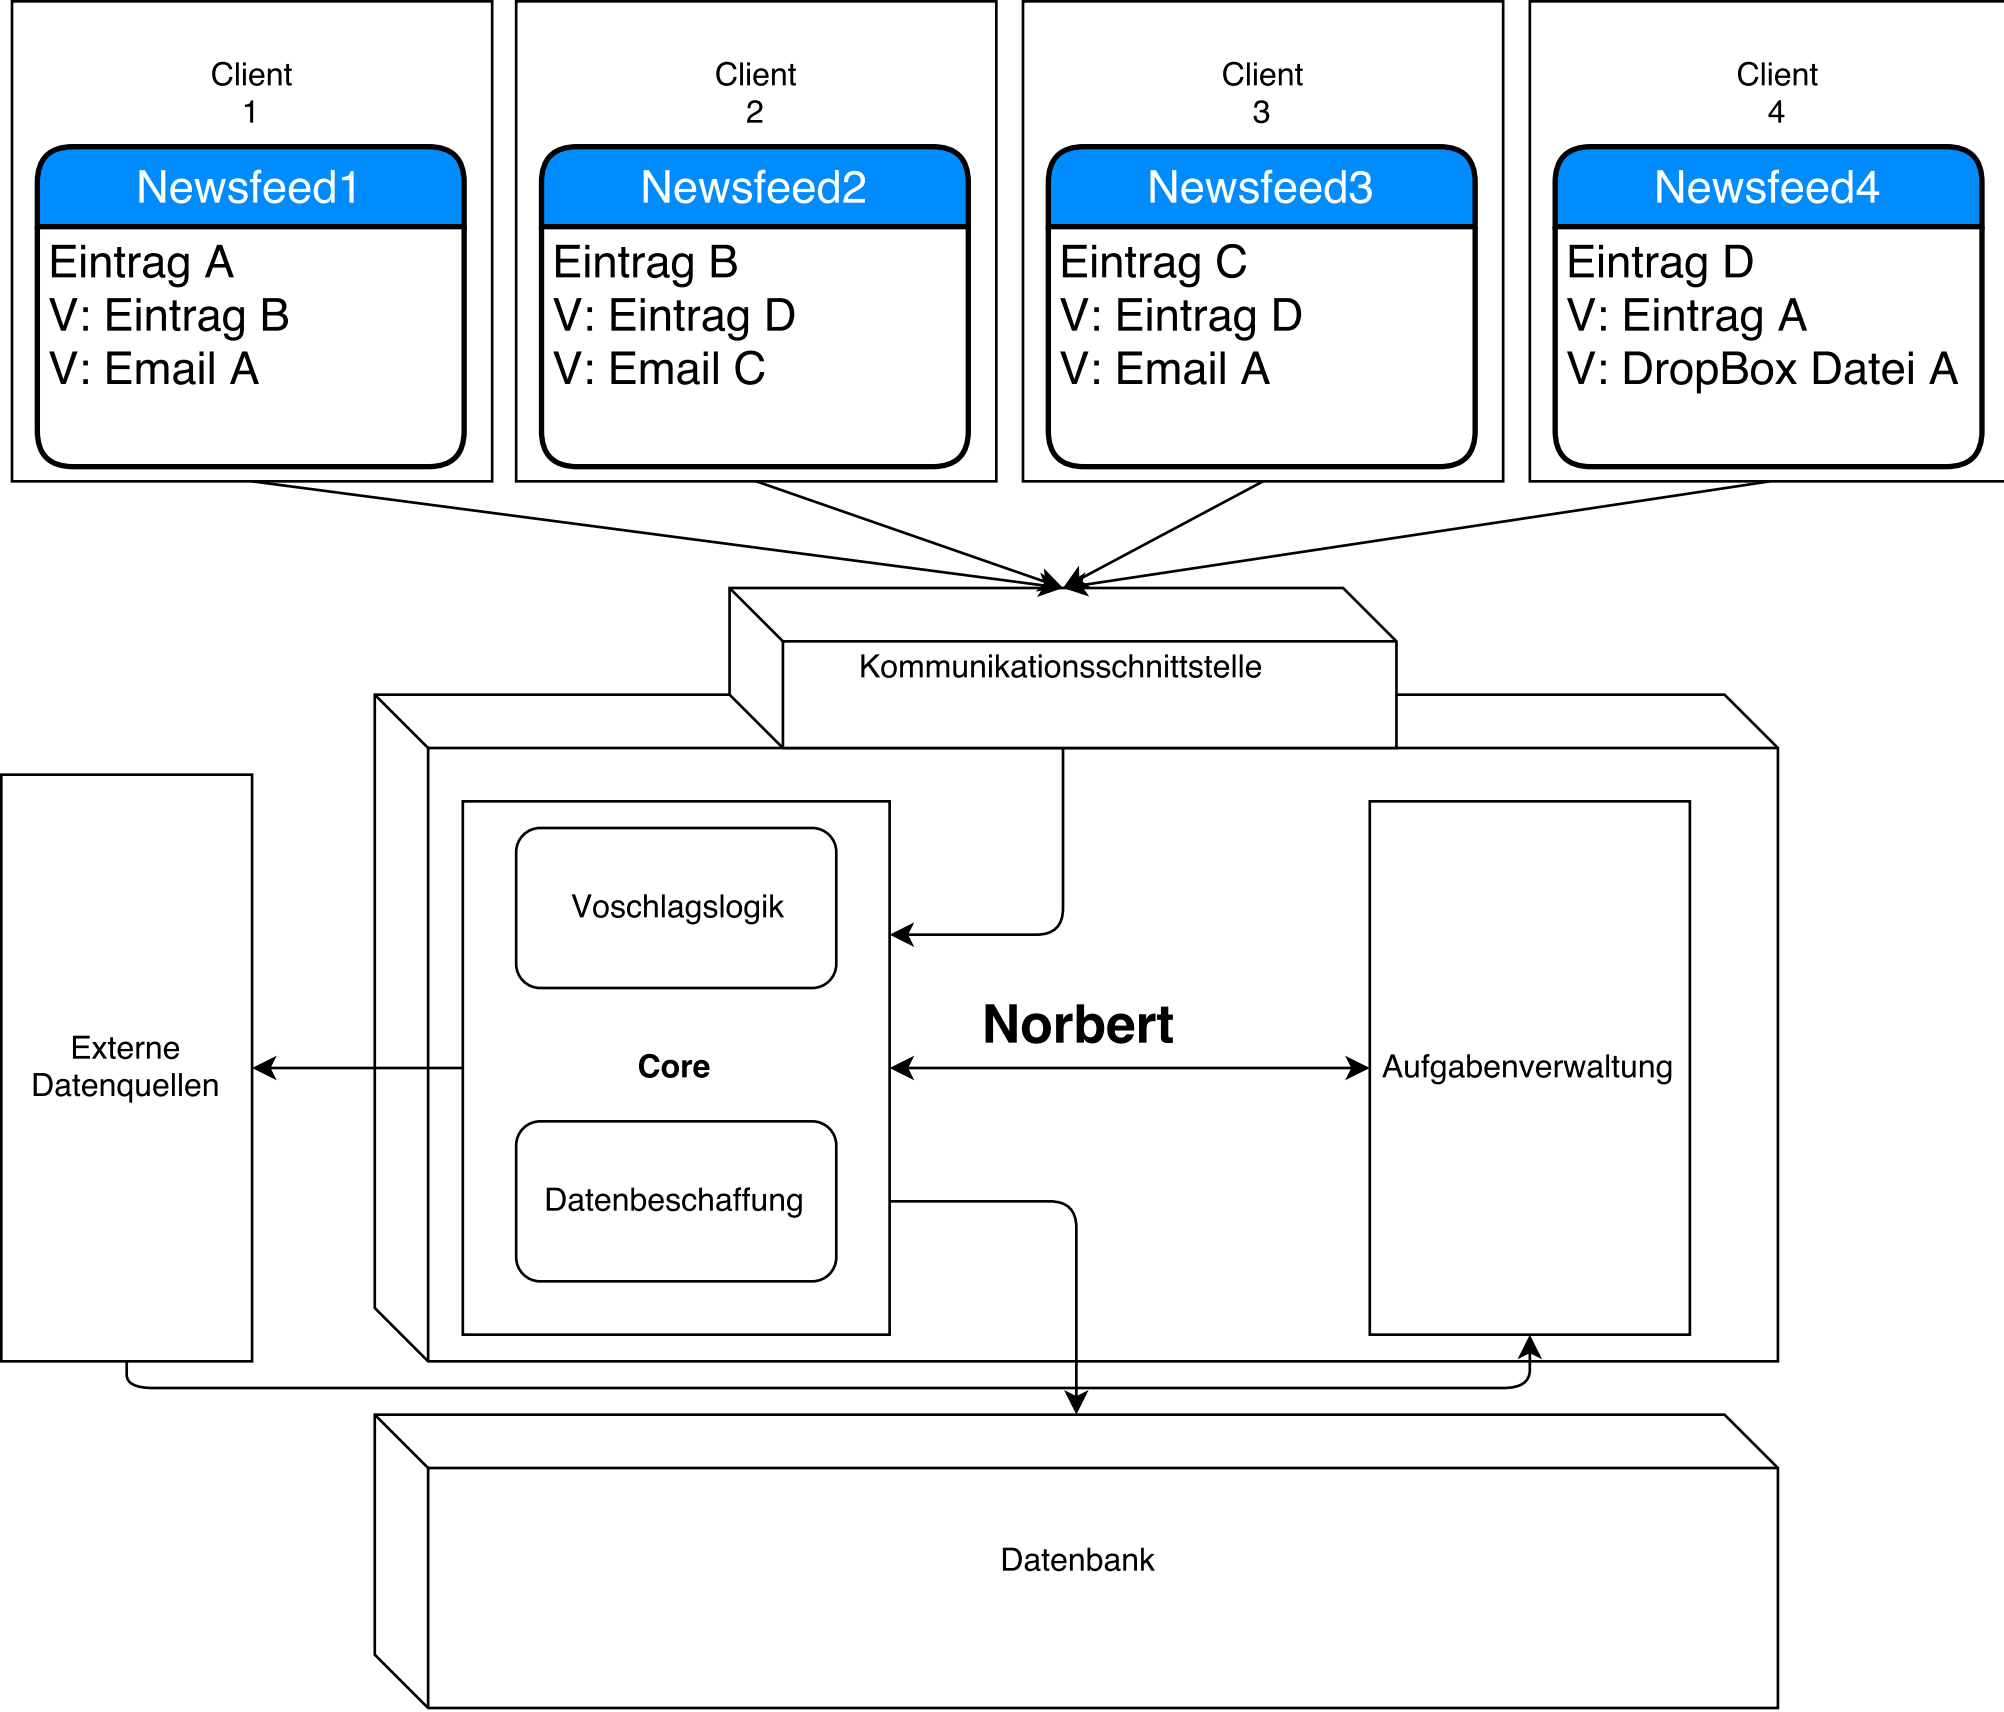 Client
1
Newsfeed1
Eintrag A
V: Eintrag B
V: Email A
Client
2
Newsfeed2
Eintrag B
V: Eintrag D
V: Email C
Client
3
Newsfeed3
Eintrag C
V: Eintrag D
V: Email A
Client
4
Newsfeed4
Eintrag D
V: Eintrag A
V: DropBox Datei A
Kommunikationsschnittstelle
Externe
Datenquellen
Voschlagslogik
Core
Datenbeschaffung
Norbert
Aufgabenverwaltung
Datenbank